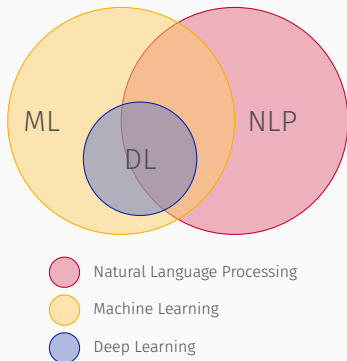 ML
NLP
DL
Natural Language Processing
Machine Learning
Deep Learning